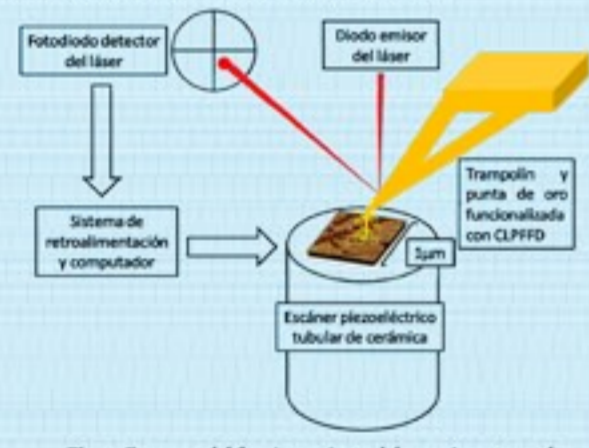 Fotodiodo detector
del láser
Diodo emisor
del láser
Trampolín y
punta de oro
funcionalizada
con CLPFFD
Sistema de
retroalimentación
y computador
1µm
Escáner piezoeléctrico
tubular de cerámica